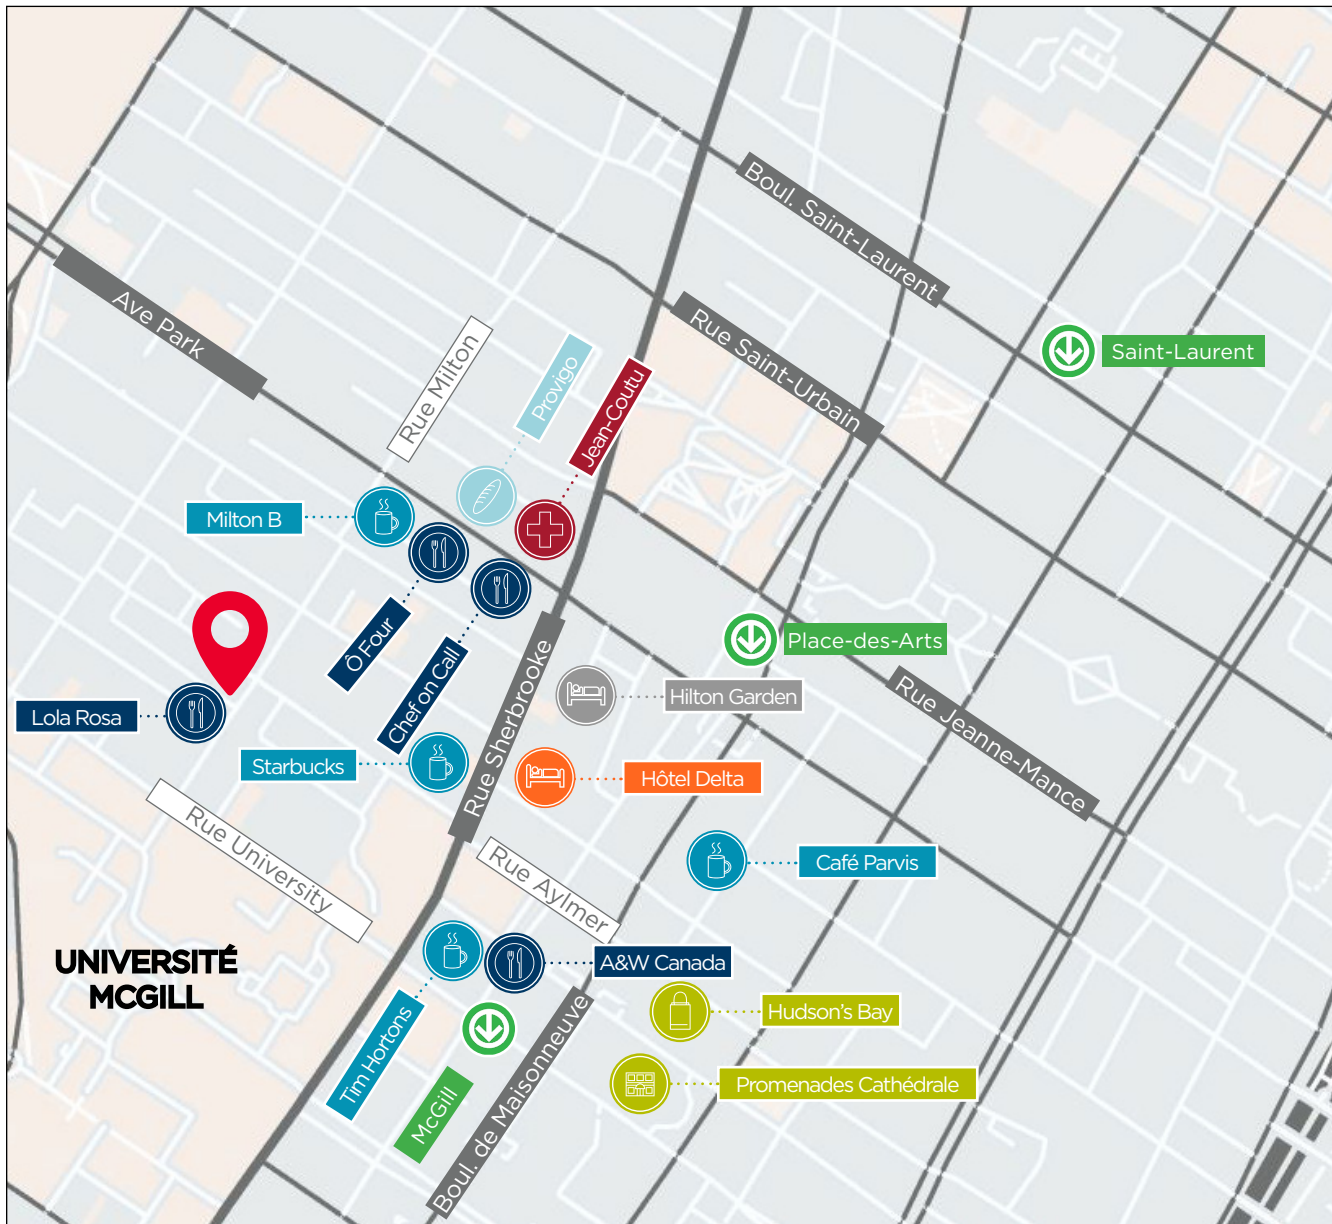 Boul. Saint-Laurent
Ave Park
Rue Saint-Urbain
Rue Milton
Provigo
Jean-Coutu
Saint-Laurent
Milton B
Ô Four
Chef on Call
Place-des-Arts
Rue Sherbrooke
Hilton Garden
Rue Jeanne-Mance
Lola Rosa
Starbucks
Hôtel Delta
Rue University
Rue Aylmer
Café Parvis
UNIVERSITÉ
MCGILL
A&W Canada
Tim Hortons
Hudson's Bay
McGill
Boul. de Maisonneuve
Promenades Cathédrale